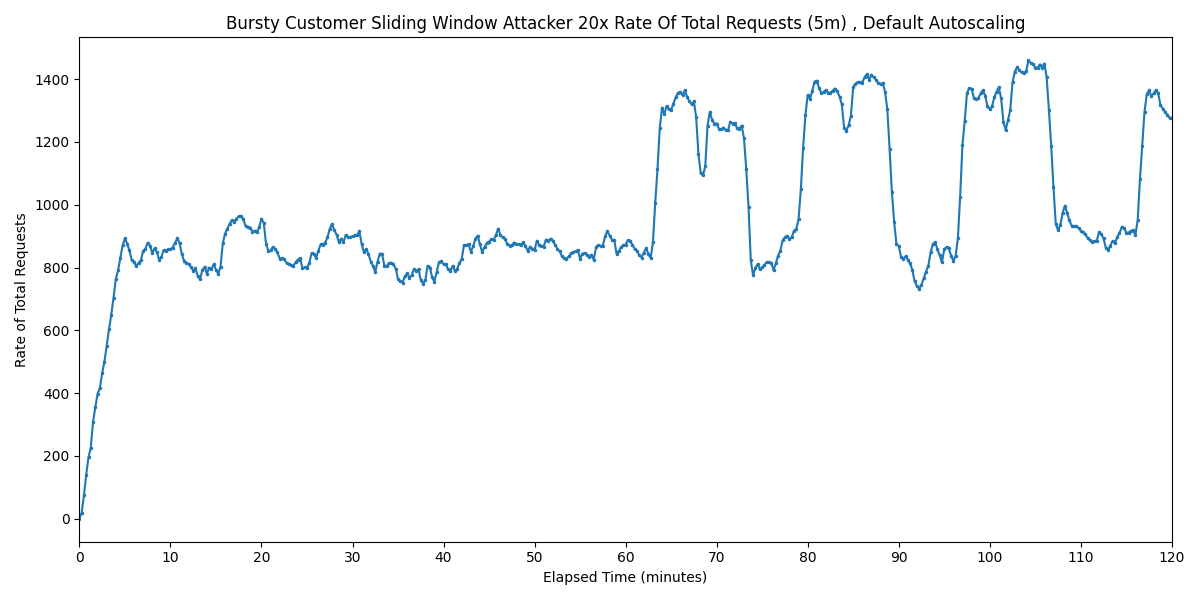 Bursty Customer Sliding Window Attacker 20x Rate Of Total Requests (5m) , Default Autoscaling
1400
1200
1000
800
600
400
200
0
Rate of Total Requests
0 10 20 30 40 50 60 70 80 90 100 110 120
Elapsed Time (minutes)